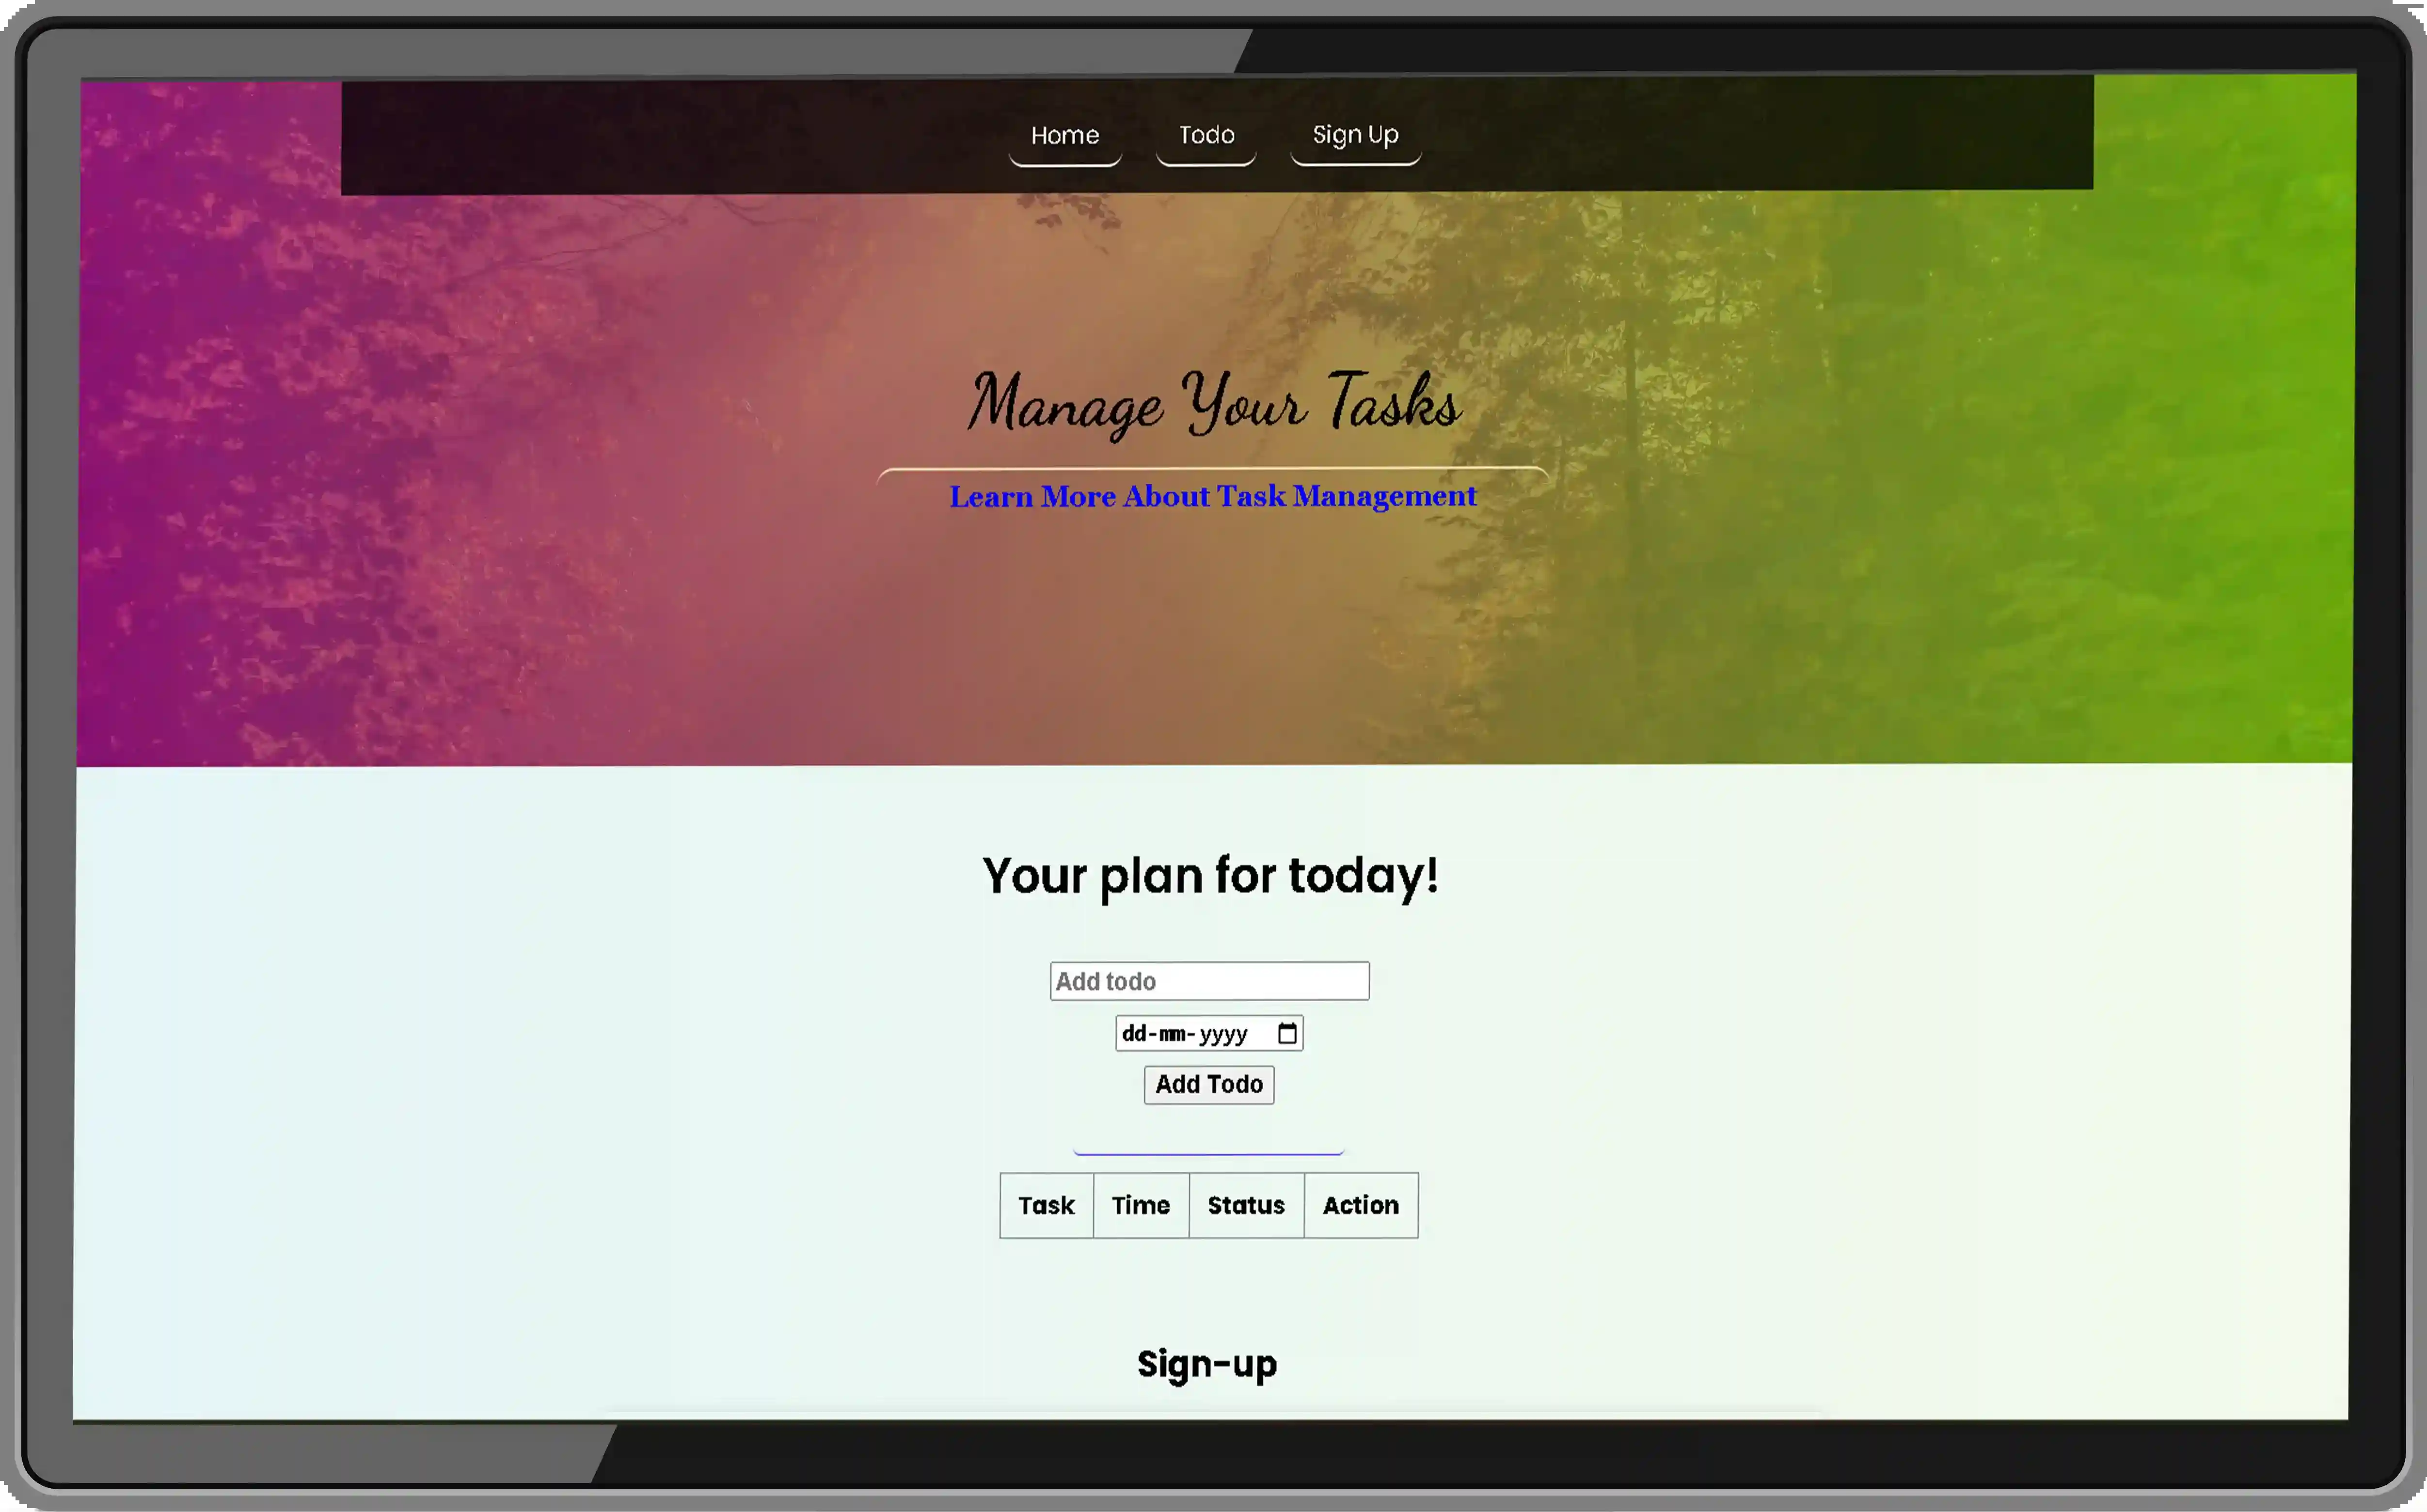 Home Todo Sign Up
Manage Your Tasks
Learn More About Task Management
Your plan for today!
Add todo
dd-mm-yyyy
Add Todo
Task Time Status Action
Sign-up